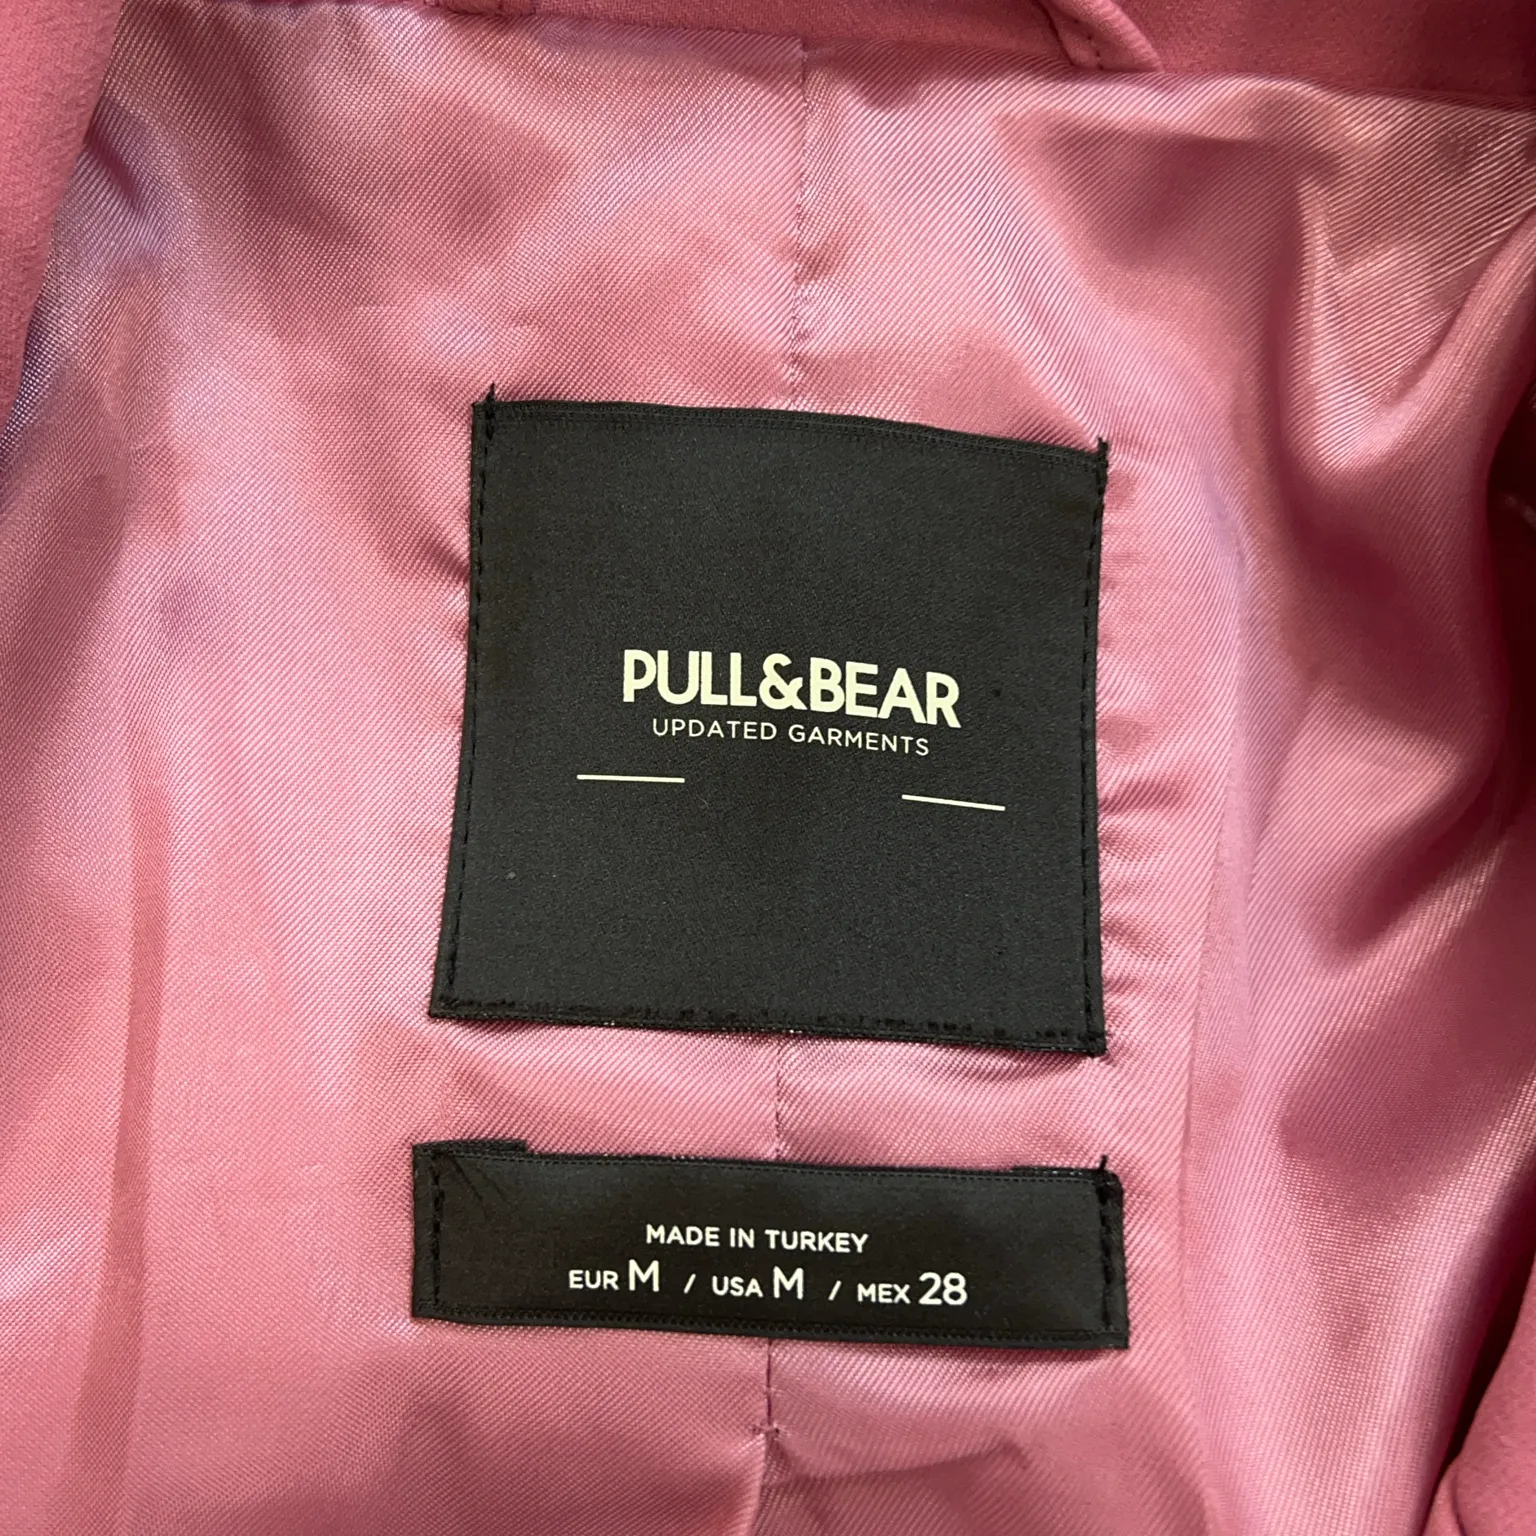 PULL&BEAR
UPDATED GARMENTS
MADE IN TURKEY
EUR M / USA M / MEX 28